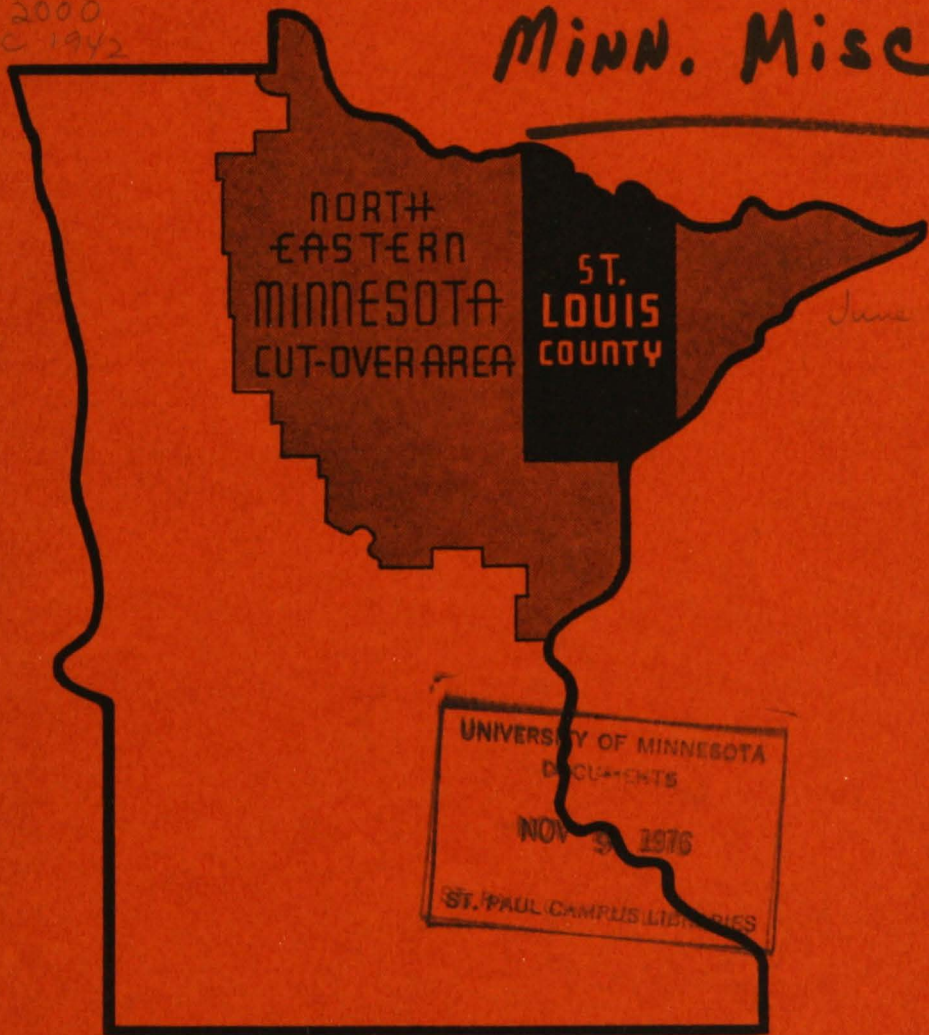 2000
C 1942
Minn. Misc
NORTH
EASTERN
MINNESOTA
CUT-OVER AREA
ST.
LOUIS
COUNTY
June
UNIVERSITY OF MINNESOTA
DOCUMENTS
NOV 9 1976
ST. PAUL CAMPUS LIBRARIES